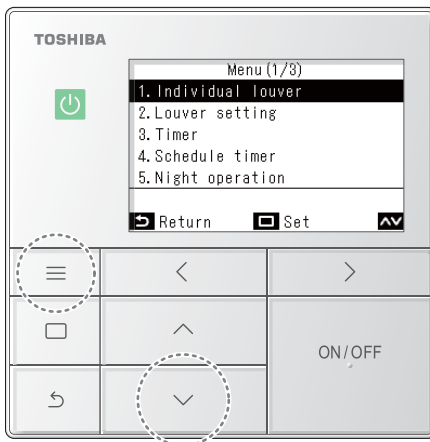 TOSHIBA
Menu(1/3)
1. Individual louver
2. Louver setting
3. Timer
4. Schedule timer
5. Night operation
Return Set
ON/OFF